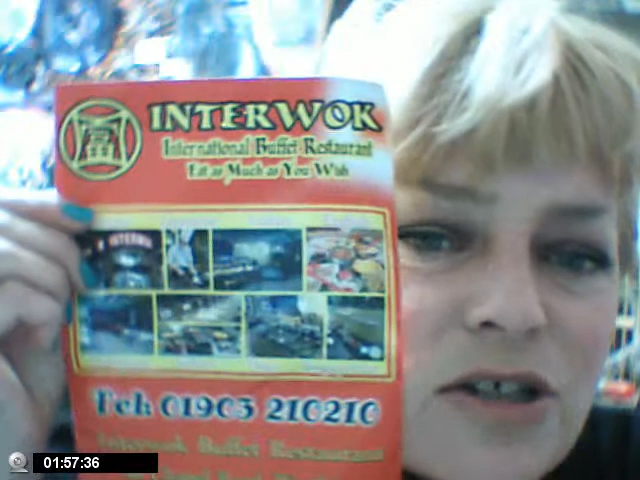 INTERWOK
International Buffet Restaurant
Eat as Much as You Wish
Tel: 01903 210210
Interwok Buffet Restaurant
01:57:36